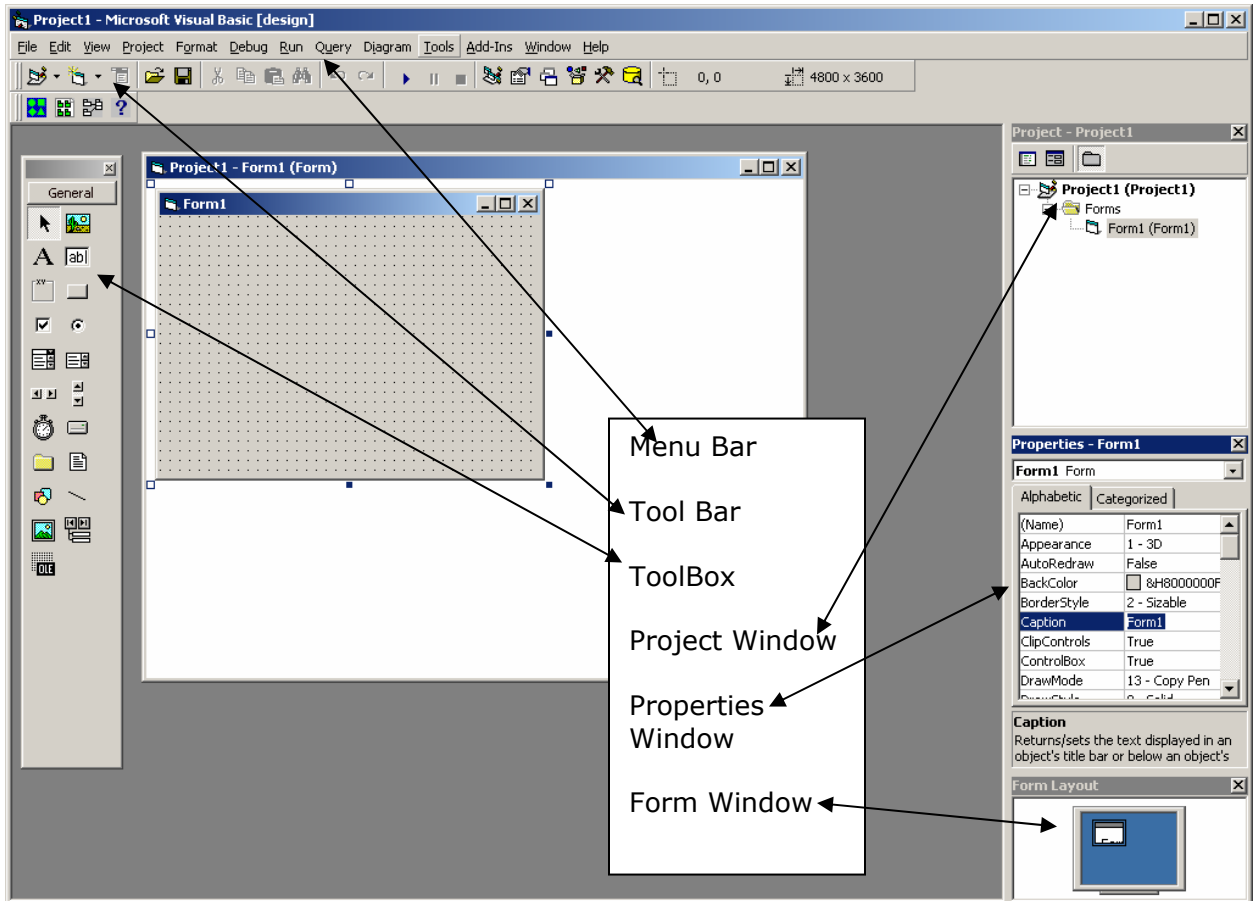 Project1 - Microsoft Visual Basic [design]
File Edit View Project Format Debug Run Query Diagram Tools Add-Ins Window Help
0, 0 4800 x 3600
General
A ab|
XY
OLE
Project1 - Form1 (Form)
Form1
Menu Bar
Tool Bar
ToolBox
Project Window
Properties
Window
Form Window
Project - Project1
Project1 (Project1)
Forms
Form1 (Form1)
Properties - Form1
Form1 Form
Alphabetic Categorized
(Name) Form1
Appearance 1 - 3D
AutoRedraw False
BackColor &H8000000F
BorderStyle 2 - Sizable
Caption Form1
ClipControls True
ControlBox True
DrawMode 13 - Copy Pen
Caption
Returns/sets the text displayed in an
object's title bar or below an object's
Form Layout